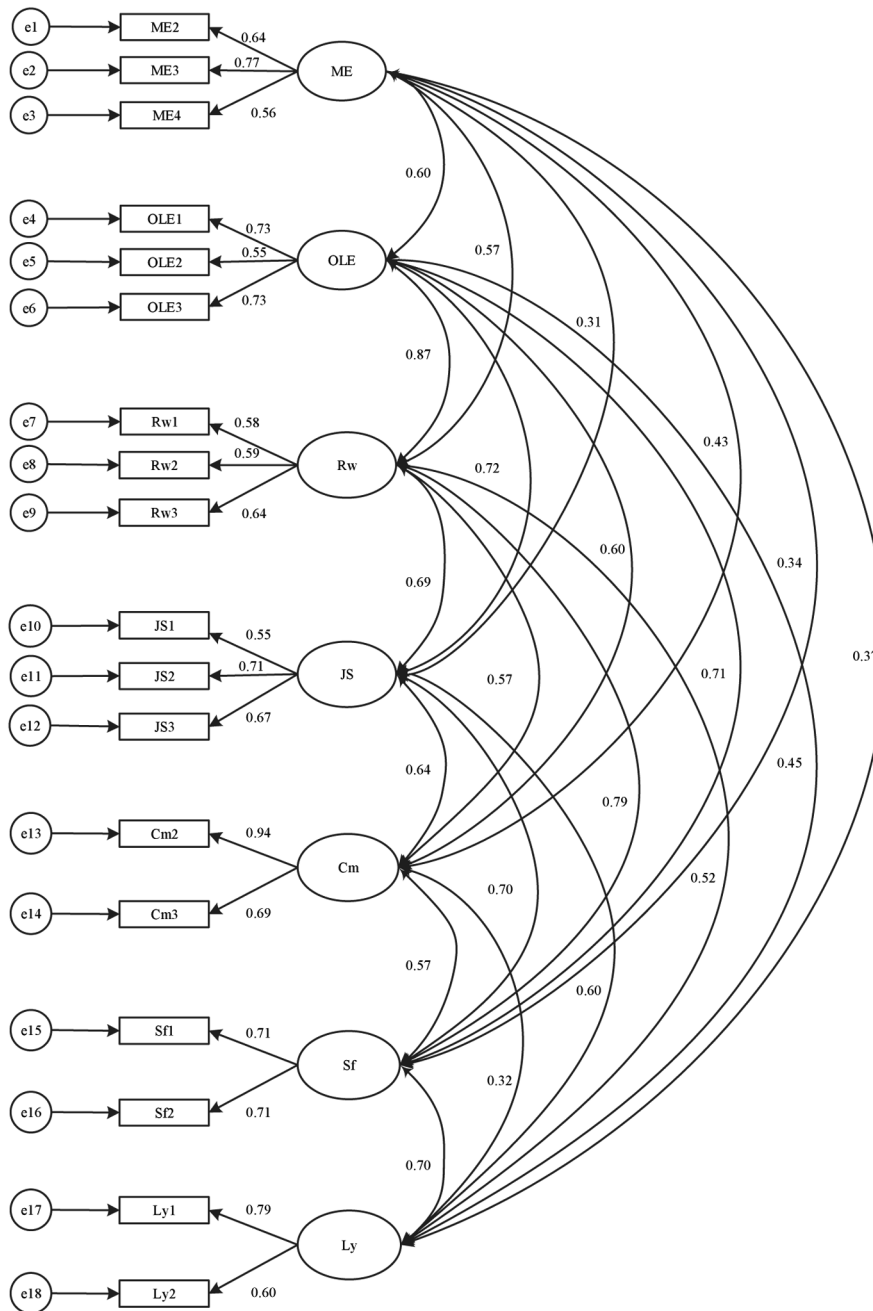 e1 ME2 0.64
e2 ME3 0.77 ME
e3 ME4 0.56
0.60
e4 OLE1 0.73
e5 OLE2 0.55 OLE 0.57
e6 OLE3 0.73
0.31
0.87
e7 Rw1 0.58
0.43
e8 Rw2 0.59 Rw 0.72
e9 Rw3 0.64
0.60
0.34
0.69
e10 JS1 0.55
0.37
e11 JS2 0.71 JS 0.57 0.71
e12 JS3 0.67
0.64 0.45
0.79
e13 Cm2 0.94
Cm
0.70 0.52
e14 Cm3 0.69
0.57
0.60
e15 Sf1 0.71
Sf
0.32
e16 Sf2 0.71
0.70
e17 Ly1 0.79
Ly
e18 Ly2 0.60